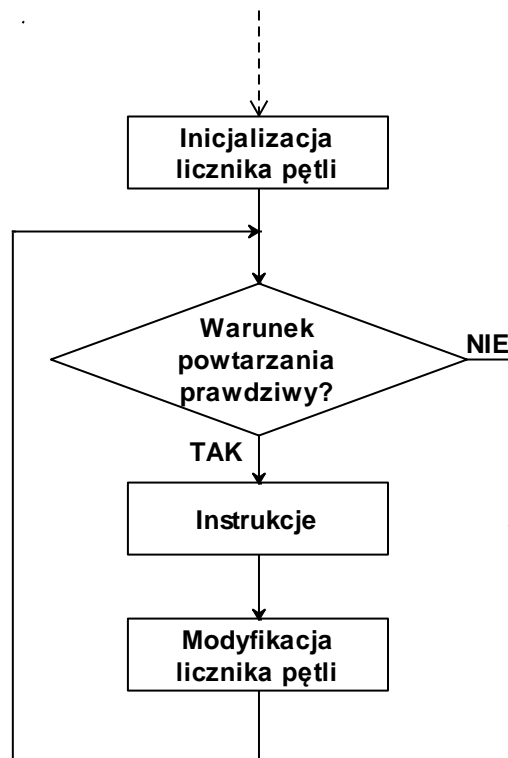 Inicjalizacja
licznika pętli
Warunek
powtarzania
prawdziwy?
NIE
TAK
Instrukcje
Modyfikacja
licznika pętli